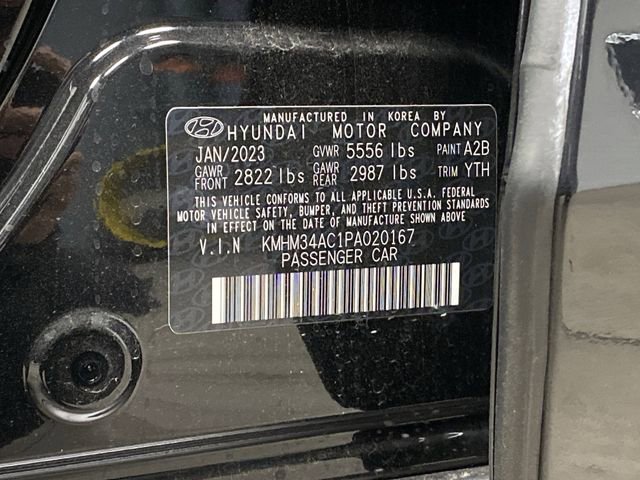 MANUFACTURED IN KOREA BY
HYUNDAI MOTOR COMPANY
JAN/2023 GVWR 5556 lbs PAINT A2B
GAWR FRONT 2822 lbs GAWR REAR 2987 lbs TRIM YTH
THIS VEHICLE CONFORMS TO ALL APPLICABLE U.S.A. FEDERAL
MOTOR VEHICLE SAFETY, BUMPER, AND THEFT PREVENTION STANDARDS
IN EFFECT ON THE DATE OF MANUFACTURE SHOWN ABOVE
V.I.N KMHM34AC1PA020167
PASSENGER CAR